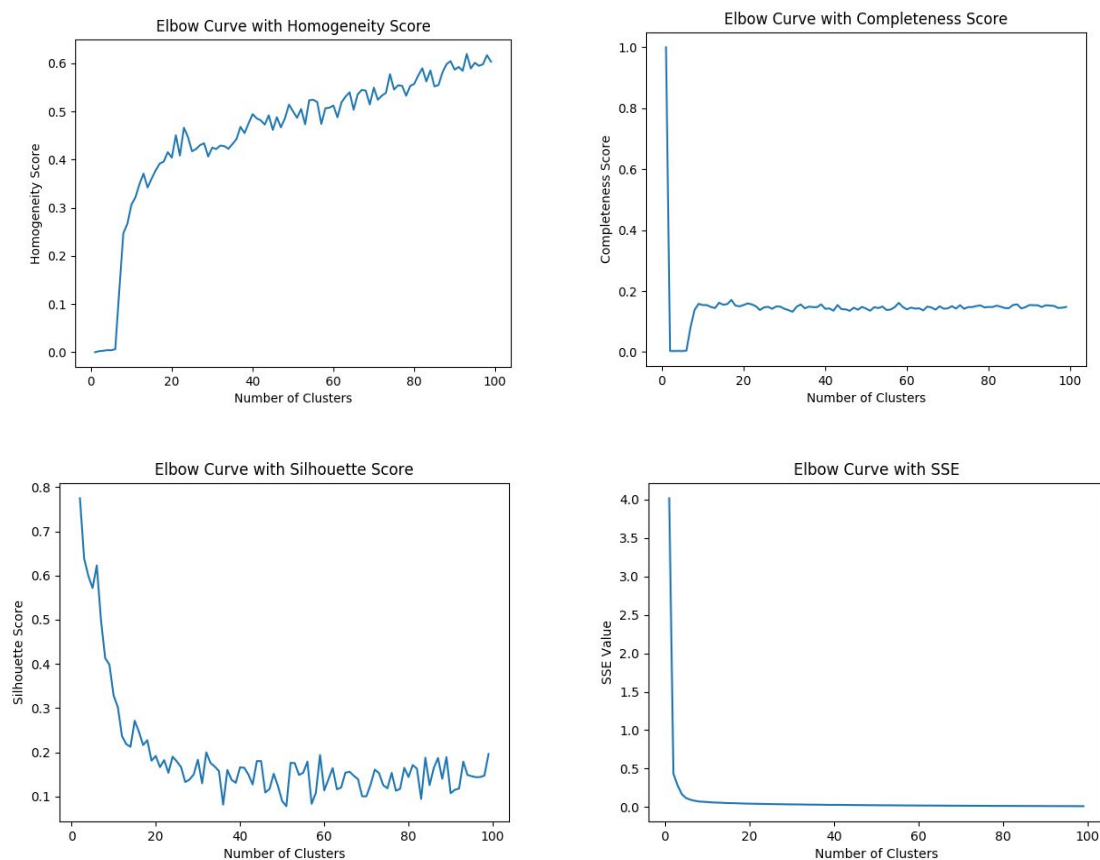 Elbow Curve with Homogeneity Score
0.6
0.5
0.4
0.3
0.2
0.1
0.0
Homogeneity Score
0 20 40 60 80 100
Number of Clusters
Elbow Curve with Completeness Score
1.0
0.8
0.6
0.4
0.2
0.0
Completeness Score
0 20 40 60 80 100
Number of Clusters
Elbow Curve with Silhouette Score
0.8
0.7
0.6
0.5
0.4
0.3
0.2
0.1
Silhouette Score
0 20 40 60 80 100
Number of Clusters
Elbow Curve with SSE
4.0
3.5
3.0
2.5
2.0
1.5
1.0
0.5
0.0
SSE Value
0 20 40 60 80 100
Number of Clusters